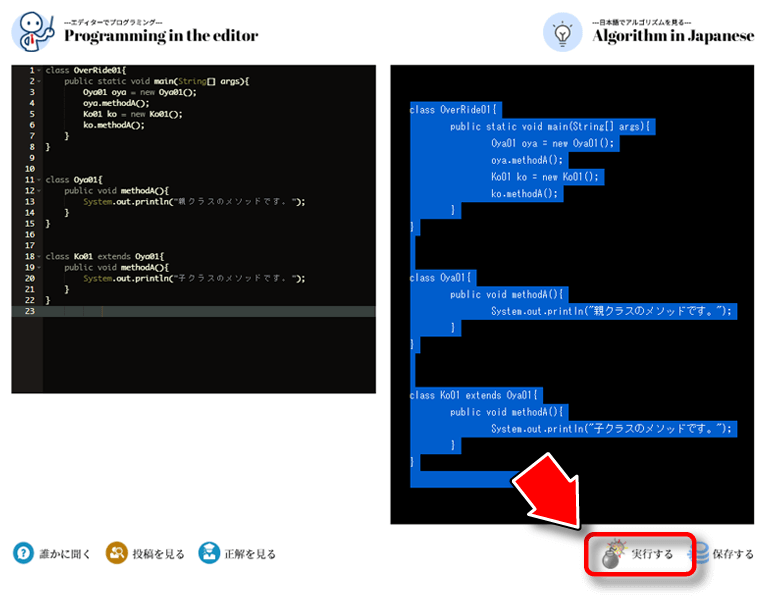 ---エディターでプログラミング---
Programming in the editor
1 class OverRide01{
2 public static void main(String[] args){
3 Oya01 oya = new Oya01();
4 oya.methodA();
5 Ko01 ko = new Ko01();
6 ko.methodA();
7 }
8 }
9
10
11 class Oya01{
12 public void methodA(){
13 System.out.println("親クラスのメソッドです。");
14 }
15 }
16
17
18 class Ko01 extends Oya01{
19 public void methodA(){
20 System.out.println("子クラスのメソッドです。");
21 }
22 }
23
---日本語でアルゴリズムを見る---
Algorithm in Japanese
class OverRide01{
public static void main(String[] args){
Oya01 oya = new Oya01();
oya.methodA();
Ko01 ko = new Ko01();
ko.methodA();
}
}
class Oya01{
public void methodA(){
System.out.println("親クラスのメソッドです。");
}
}
class Ko01 extends Oya01{
public void methodA(){
System.out.println("子クラスのメソッドです。");
}
}
誰かに聞く 投稿を見る 正解を見る 実行する 保存する